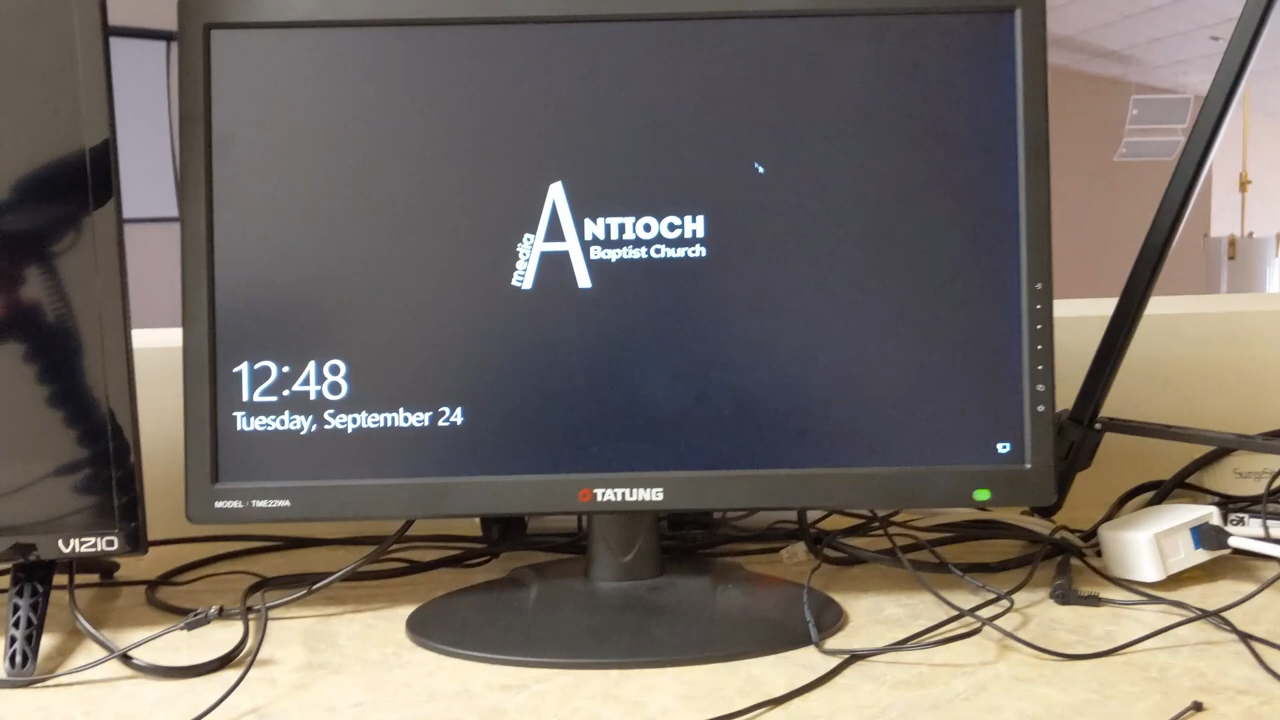 media
ANTIOCH
Baptist Church
12:48
Tuesday, September 24
MODEL : TME22WA
TATUNG
VIZIO